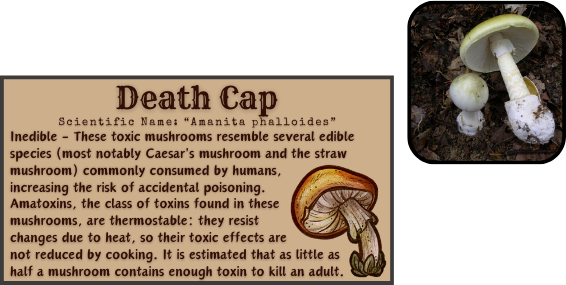 Death Cap
Scientific Name: "Amanita phalloides"
Inedible - These toxic mushrooms resemble several edible
species (most notably Caesar's mushroom and the straw
mushroom) commonly consumed by humans,
increasing the risk of accidental poisoning.
Amatoxins, the class of toxins found in these
mushrooms, are thermostable: they resist
changes due to heat, so their toxic effects are
not reduced by cooking. It is estimated that as little as
half a mushroom contains enough toxin to kill an adult.